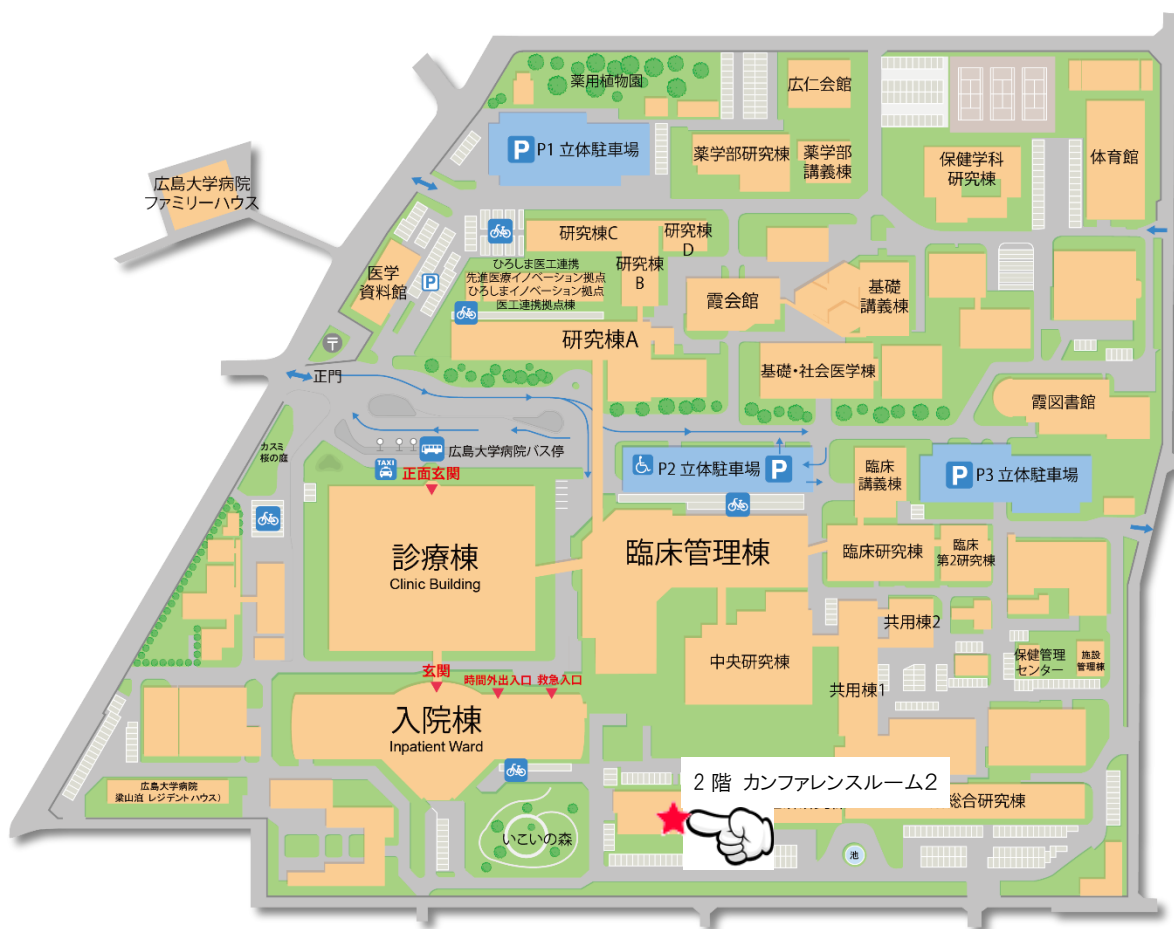 薬用植物園
広仁会館
P
P1 立体駐車場
薬学部研究棟
薬学部
講義棟
保健学科
研究棟
体育館
広島大学病院
ファミリーハウス
研究棟C
研究棟
D
研究棟
B
ひろしま医工連携
先進医療イノベーション拠点
ひろしまイノベーション拠点
医工連携拠点棟
医学
資料館
P
霞会館
基礎
講義棟
研究棟A
〒
正門
基礎・社会医学棟
霞図書館
カスミ
桜の庭
広島大学病院バス停
TAXI
正面玄関
P2 立体駐車場
P
臨床
講義棟
P
P3 立体駐車場
診療棟
Clinic Building
臨床管理棟
臨床研究棟
臨床
第2研究棟
共用棟2
中央研究棟
保健管理
センター
施設
管理棟
共用棟1
玄関
時間外出入口
救急入口
入院棟
Inpatient Ward
広島大学病院
梁山泊 レジデントハウス)
2階 カンファレンスルーム2
総合研究棟
いこいの森
池